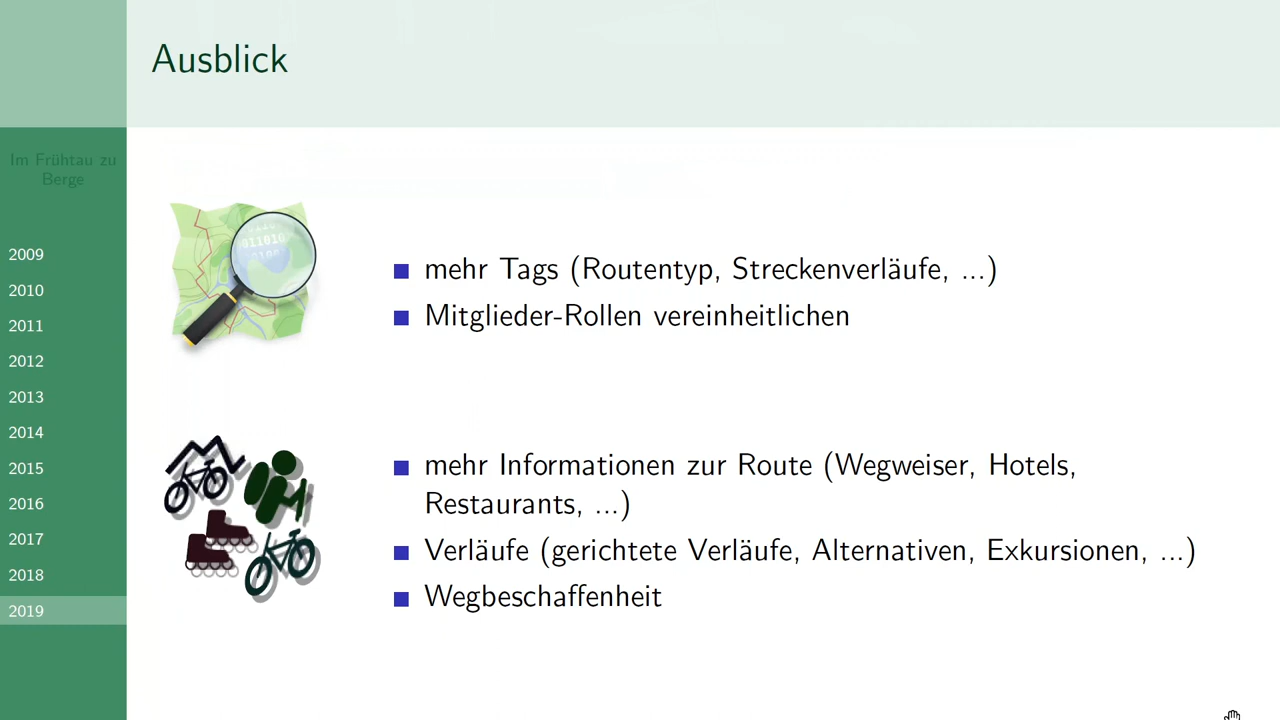 Ausblick
Im Frühtau zu
Berge
2009
2010
2011
2012
2013
2014
2015
2016
2017
2018
2019
011010
mehr Tags (Routentyp, Streckenverläufe, ...)
Mitglieder-Rollen vereinheitlichen
mehr Informationen zur Route (Wegweiser, Hotels,
Restaurants, ...)
Verläufe (gerichtete Verläufe, Alternativen, Exkursionen, ...)
Wegbeschaffenheit